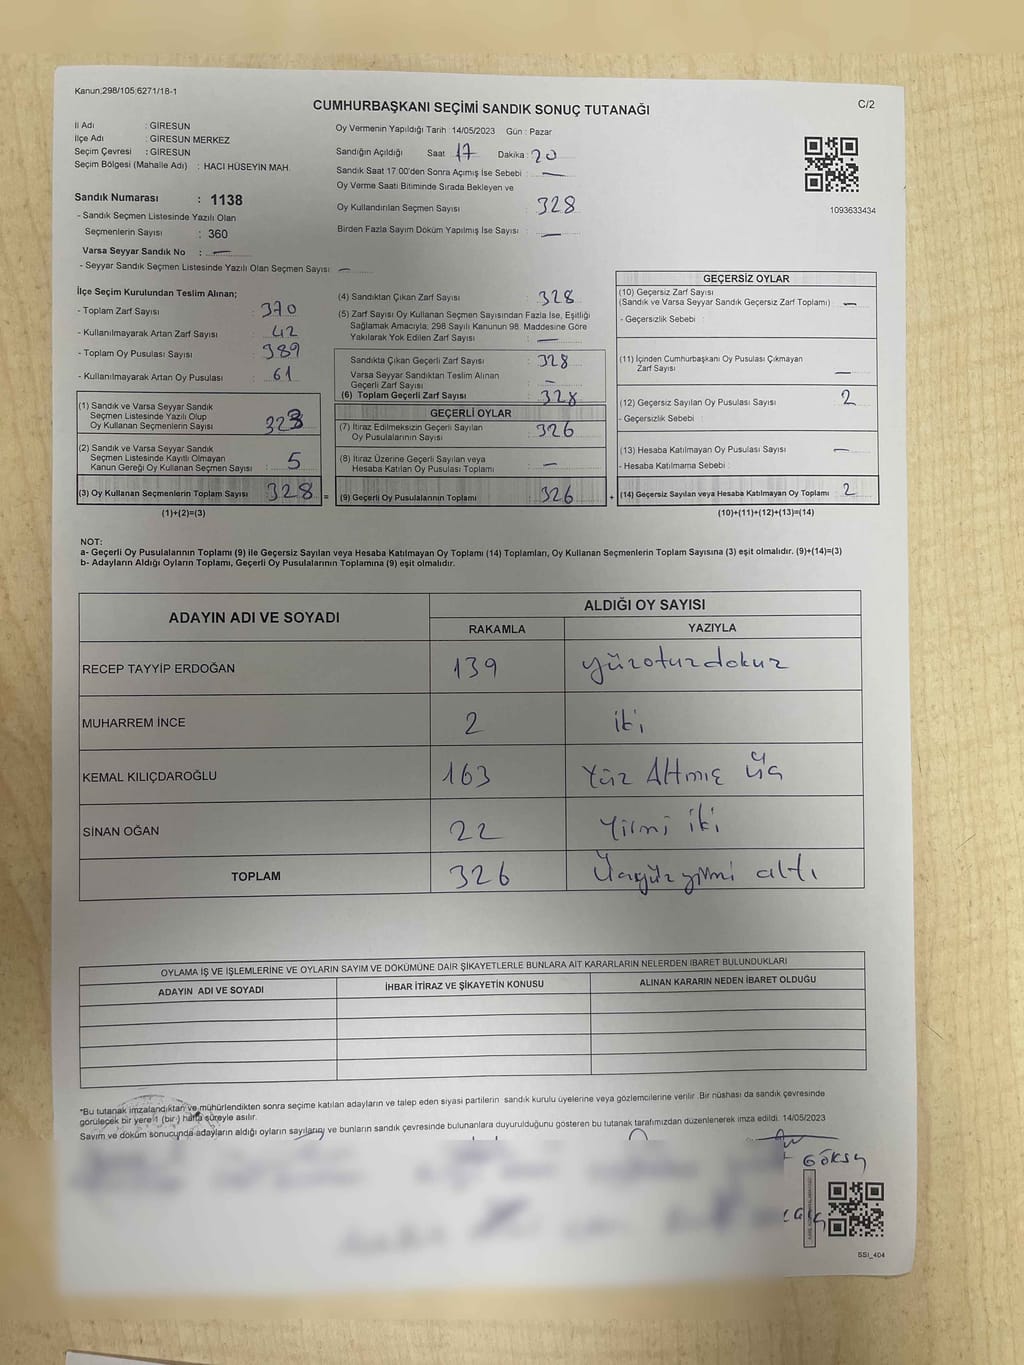 Kanun:298/105;6271/18-1
C/2
CUMHURBAŞKANI SEÇİMİ SANDIK SONUÇ TUTANAĞI
İl Adı : GİRESUN
İlçe Adı : GİRESUN MERKEZ
Seçim Çevresi : GİRESUN
Seçim Bölgesi (Mahalle Adı) : HACI HÜSEYİN MAH.
Sandık Numarası : 1138
- Sandık Seçmen Listesinde Yazılı Olan
Seçmenlerin Sayısı : 360
Varsa Seyyar Sandık No : —
- Seyyar Sandık Seçmen Listesinde Yazılı Olan Seçmen Sayısı: —
Oy Vermenin Yapıldığı Tarih : 14/05/2023 Gün : Pazar
Sandığın Açıldığı Saat 17 Dakika : 20
Sandık Saat 17:00'den Sonra Açımış İse Sebebi : —
Oy Verme Saati Bitiminde Sırada Bekleyen ve
Oy Kullandırılan Seçmen Sayısı : 328
Birden Fazla Sayım Döküm Yapılmış İse Sayısı : —
1093633434
İlçe Seçim Kurulundan Teslim Alınan;
- Toplam Zarf Sayısı : 370
- Kullanılmayarak Artan Zarf Sayısı : 42
- Toplam Oy Pusulası Sayısı : 389
- Kullanılmayarak Artan Oy Pusulası : 61
(1) Sandık ve Varsa Seyyar Sandık
Seçmen Listesinde Yazılı Olup
Oy Kullanan Seçmenlerin Sayısı : 323
(2) Sandık ve Varsa Seyyar Sandık
Seçmen Listesinde Kayıtlı Olmayan
Kanun Gereği Oy Kullanan Seçmen Sayısı : 5
(3) Oy Kullanan Seçmenlerin Toplam Sayısı 328 =
(1)+(2)=(3)
(4) Sandıktan Çıkan Zarf Sayısı : 328
(5) Zarf Sayısı Oy Kullanan Seçmen Sayısından Fazla İse, Eşitliği
Sağlamak Amacıyla; 298 Sayılı Kanunun 98. Maddesine Göre
Yakılarak Yok Edilen Zarf Sayısı : —
Sandıkta Çıkan Geçerli Zarf Sayısı : 328
Varsa Seyyar Sandıktan Teslim Alınan
Geçerli Zarf Sayısı : —
(6) Toplam Geçerli Zarf Sayısı : 328
GEÇERLİ OYLAR
(7) İtiraz Edilmeksizin Geçerli Sayılan
Oy Pusulasının Sayısı : 326
(8) İtiraz Üzerine Geçerli Sayılan veya
Hesaba Katılan Oy Pusulası Toplamı : —
(9) Geçerli Oy Pusulalarının Toplamı : 326 +
GEÇERSİZ OYLAR
(10) Geçersiz Zarf Sayısı
(Sandık ve Varsa Seyyar Sandık Geçersiz Zarf Toplamı) : —
- Geçersizlik Sebebi :
(11) İçinden Cumhurbaşkanı Oy Pusulası Çıkmayan
Zarf Sayısı : —
(12) Geçersiz Sayılan Oy Pusulası Sayısı : 2
- Geçersizlik Sebebi :
(13) Hesaba Katılmayan Oy Pusulası Sayısı : —
- Hesaba Katılmama Sebebi :
(14) Geçersiz Sayılan veya Hesaba Katılmayan Oy Toplamı : 2
(10)+(11)+(12)+(13)=(14)
NOT:
a- Geçerli Oy Pusulalarının Toplamı (9) ile Geçersiz Sayılan veya Hesaba Katılmayan Oy Toplamı (14) Toplamları, Oy Kullanan Seçmenlerin Toplam Sayısına (3) eşit olmalıdır. (9)+(14)=(3)
b- Adayların Aldığı Oyların Toplamı, Geçerli Oy Pusulalarının Toplamına (9) eşit olmalıdır.
ADAYIN ADI VE SOYADI
ALDIĞI OY SAYISI
RAKAMLA YAZIYLA
RECEP TAYYİP ERDOĞAN 139 yüzotuzdokuz
MUHARREM İNCE 2 iki
KEMAL KILIÇDAROĞLU 163 Yüz Altmış üç
SİNAN OĞAN 22 Yirmi iki
TOPLAM 326 Üçyüz yirmi altı
OYLAMA İŞ VE İŞLEMLERİNE VE OYLARIN SAYIM VE DÖKÜMÜNE DAİR ŞİKAYETLERLE BUNLARA AİT KARARLARIN NELERDEN İBARET BULUNDUKLARI
ADAYIN ADI VE SOYADI İHBAR İTİRAZ VE ŞİKAYETİN KONUSU ALINAN KARARIN NEDEN İBARET OLDUĞU
*Bu tutanak imzalandıktan ve mühürlendikten sonra seçime katılan adayların ve talep eden siyasi partilerin sandık kurulu üyelerine veya gözlemcilerine verilir .Bir nüshası da sandık çevresinde
görülecek bir yere 1 (bir ) hafta süreyle asılır.
Sayım ve döküm sonucunda adayların aldığı oyların sayılarını ve bunların sandık çevresinde bulunanlara duyurulduğunu gösteren bu tutanak tarafımızdan düzenlenerek imza edildi. 14/05/2023
SSİ_404